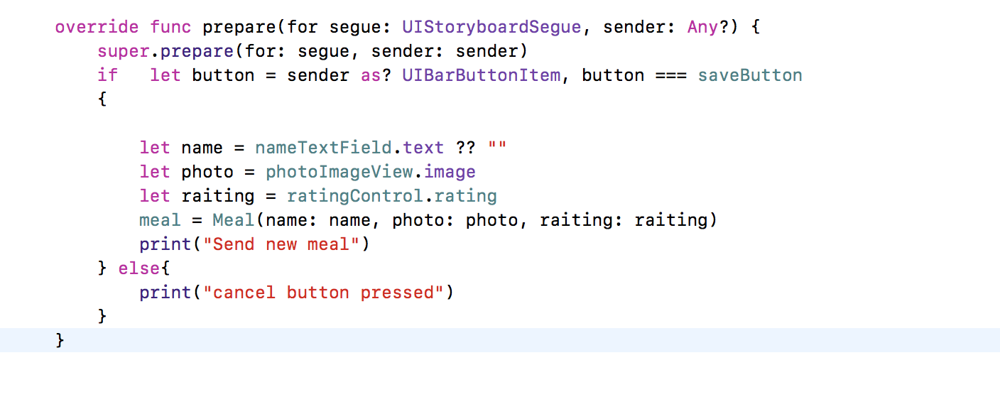 override func prepare(for segue: UIStoryboardSegue, sender: Any?) {
super.prepare(for: segue, sender: sender)
if   let button = sender as? UIBarButtonItem, button === saveButton
{
let name = nameTextField.text ?? ""
let photo = photoImageView.image
let raiting = ratingControl.rating
meal = Meal(name: name, photo: photo, raiting: raiting)
print("Send new meal")
} else{
print("cancel button pressed")
}
}